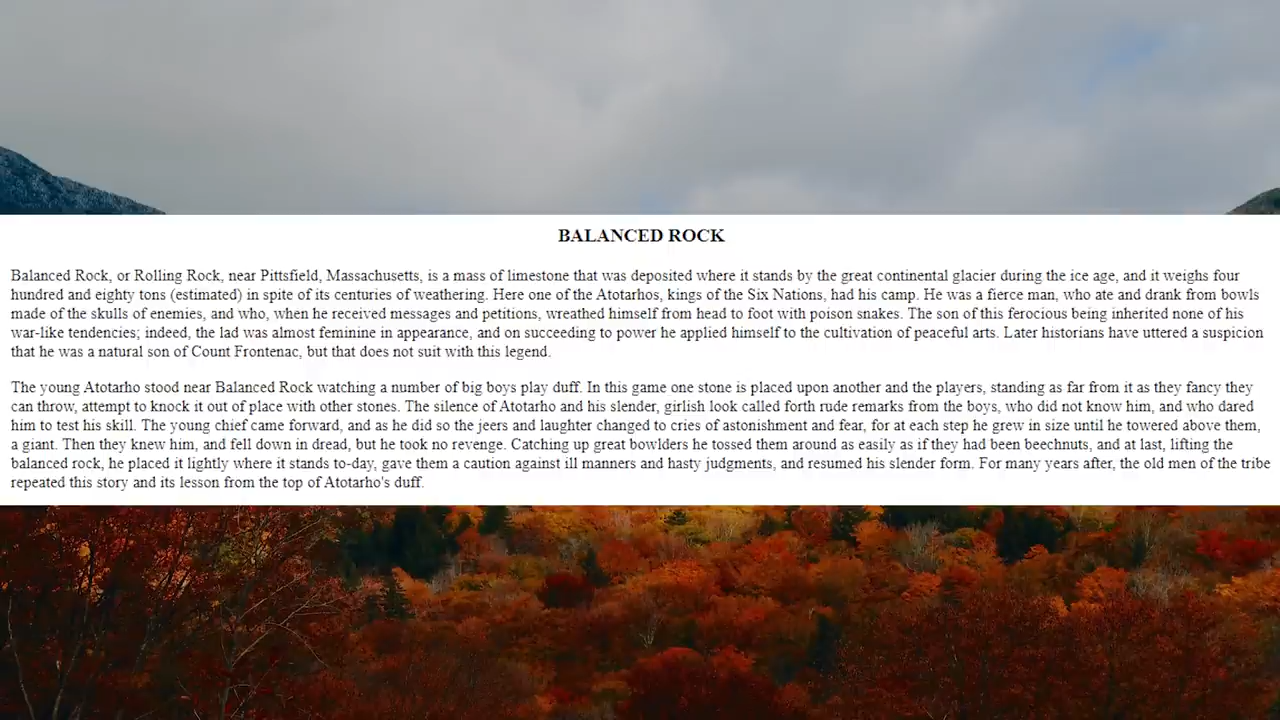 BALANCED ROCK
Balanced Rock, or Rolling Rock, near Pittsfield, Massachusetts, is a mass of limestone that was deposited where it stands by the great continental glacier during the ice age, and it weighs four
hundred and eighty tons (estimated) in spite of its centuries of weathering. Here one of the Atotarhos, kings of the Six Nations, had his camp. He was a fierce man, who ate and drank from bowls
made of the skulls of enemies, and who, when he received messages and petitions, wreathed himself from head to foot with poison snakes. The son of this ferocious being inherited none of his
war-like tendencies; indeed, the lad was almost feminine in appearance, and on succeeding to power he applied himself to the cultivation of peaceful arts. Later historians have uttered a suspicion
that he was a natural son of Count Frontenac, but that does not suit with this legend.
The young Atotarho stood near Balanced Rock watching a number of big boys play duff. In this game one stone is placed upon another and the players, standing as far from it as they fancy they
can throw, attempt to knock it out of place with other stones. The silence of Atotarho and his slender, girlish look called forth rude remarks from the boys, who did not know him, and who dared
him to test his skill. The young chief came forward, and as he did so the jeers and laughter changed to cries of astonishment and fear, for at each step he grew in size until he towered above them,
a giant. Then they knew him, and fell down in dread, but he took no revenge. Catching up great bowlders he tossed them around as easily as if they had been beechnuts, and at last, lifting the
balanced rock, he placed it lightly where it stands to-day, gave them a caution against ill manners and hasty judgments, and resumed his slender form. For many years after, the old men of the tribe
repeated this story and its lesson from the top of Atotarho's duff.